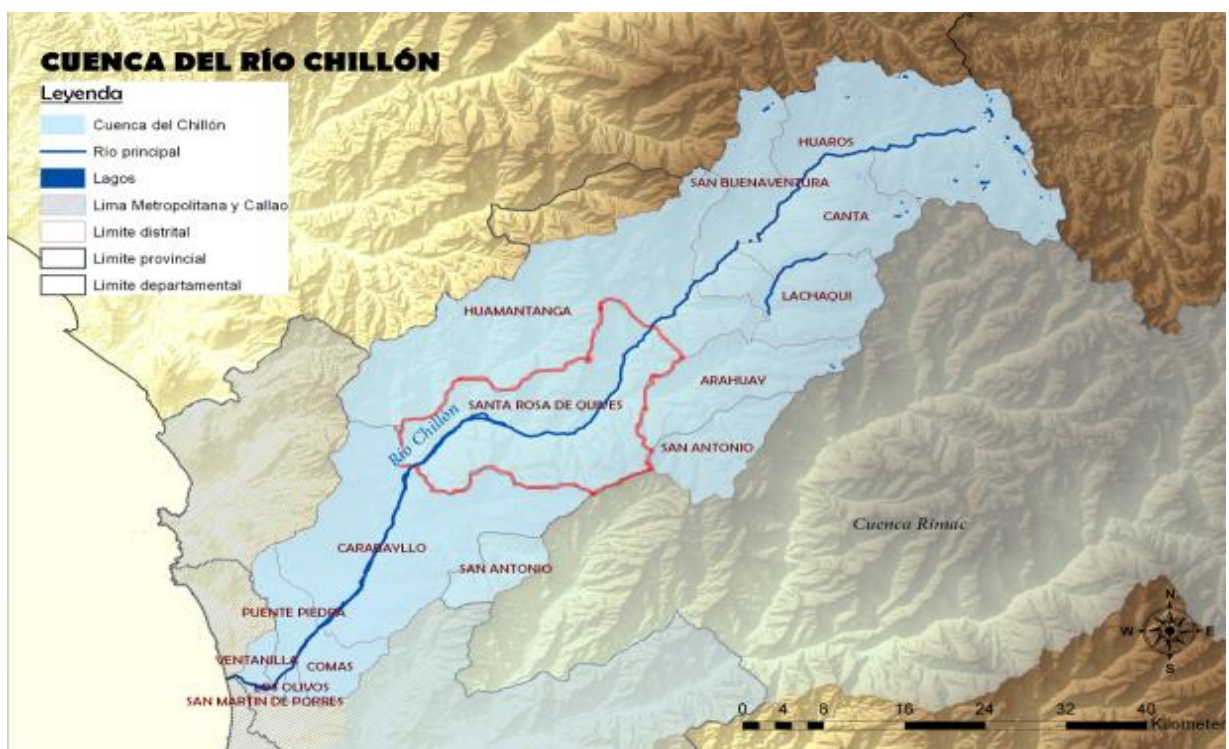 CUENCA DEL RÍO CHILLÓN
Leyenda
Cuenca del Chillón
Río principal
Lagos
Lima Metropolitana y Callao
Limite distrital
Limite provincial
Limite departamental
HUAROS
SAN BUENAVENTURA
CANTA
LACHAQUI
HUAMANTANGA
ARAHUAY
SANTA ROSA DE QUIVES
Río Chillón
SAN ANTONIO
Cuenca Rímac
CARABAYLLO
SAN ANTONIO
PUENTE PIEDRA
VENTANILLA
COMAS
LOS OLIVOS
SAN MARTIN DE PORRES
N
W E
S
0 4 8 16 24 32 40
Kilometer